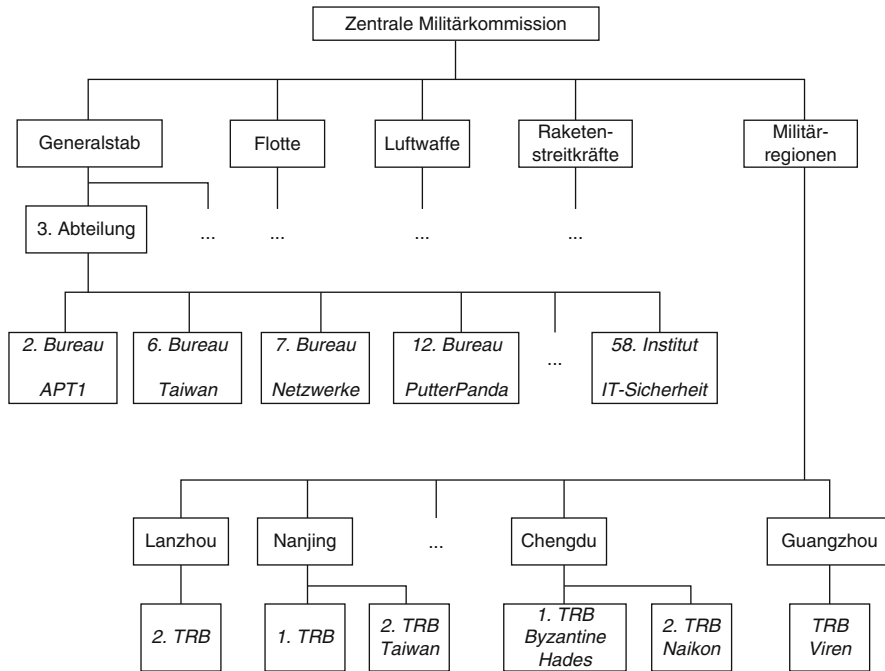 Zentrale Militärkommission
Generalstab
Flotte
Luftwaffe
Raketen-
streitkräfte
Militär-
regionen
3. Abteilung
...
...
...
...
2. Bureau
APT1
6. Bureau
Taiwan
7. Bureau
Netzwerke
12. Bureau
PutterPanda
...
58. Institut
IT-Sicherheit
Lanzhou
Nanjing
...
Chengdu
Guangzhou
2. TRB
1. TRB
2. TRB
Taiwan
1. TRB
Byzantine
Hades
2. TRB
Naikon
TRB
Viren